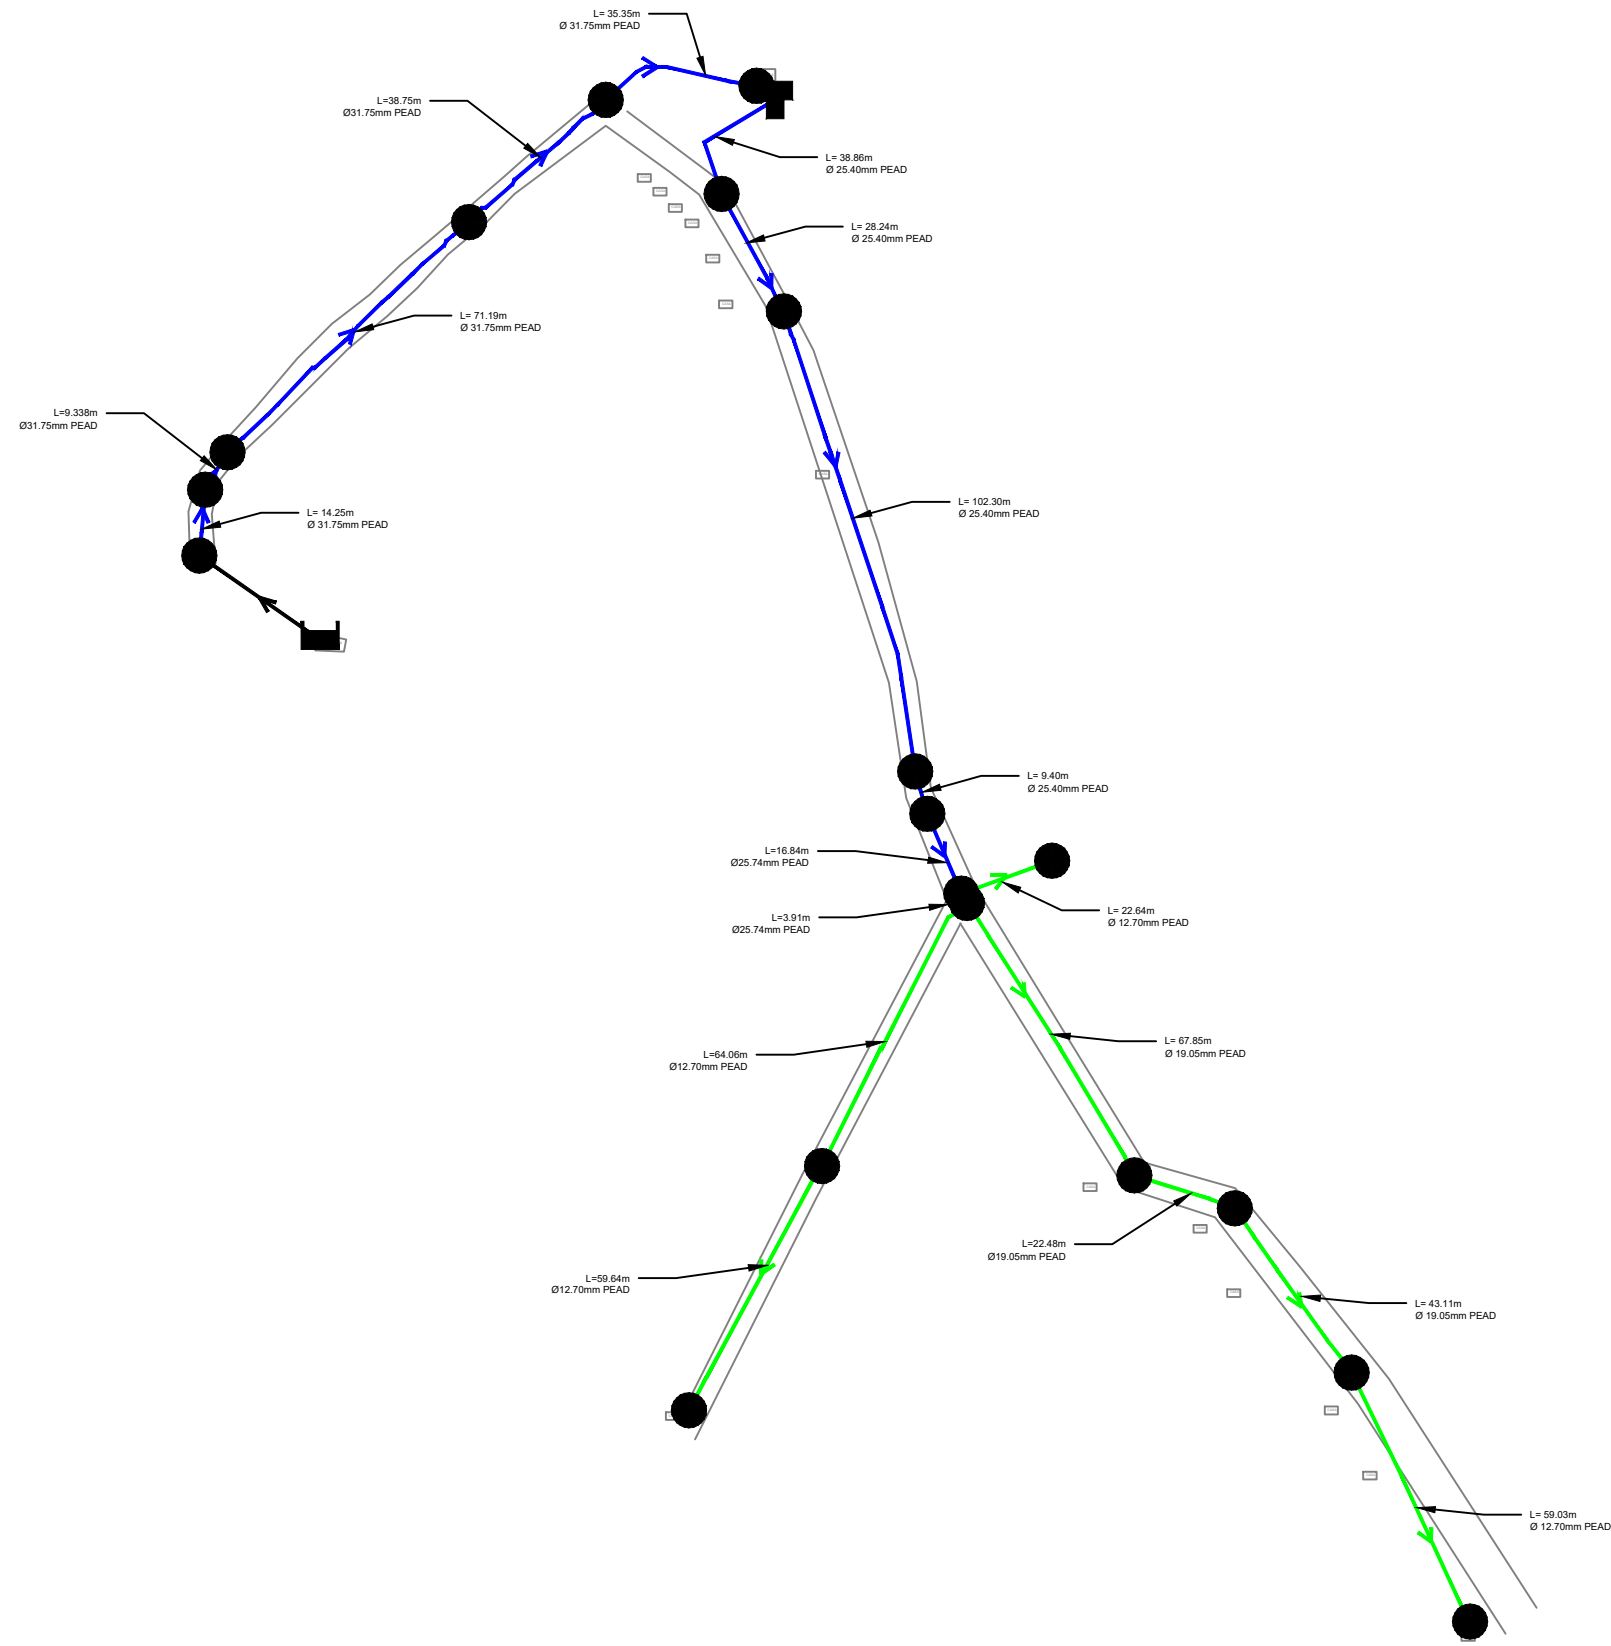 L= 35.35m
Ø 31.75mm PEAD
L=38.75m
Ø31.75mm PEAD
L= 38.86m
Ø 25.40mm PEAD
L= 28.24m
Ø 25.40mm PEAD
L= 71.19m
Ø 31.75mm PEAD
L=9.338m
Ø31.75mm PEAD
L= 14.25m
Ø 31.75mm PEAD
L= 102.30m
Ø 25.40mm PEAD
L= 9.40m
Ø 25.40mm PEAD
L=16.84m
Ø25.74mm PEAD
L=3.91m
Ø25.74mm PEAD
L= 22.64m
Ø 12.70mm PEAD
L=64.06m
Ø12.70mm PEAD
L= 67.85m
Ø 19.05mm PEAD
L=22.48m
Ø19.05mm PEAD
L=59.64m
Ø12.70mm PEAD
L= 43.11m
Ø 19.05mm PEAD
L= 59.03m
Ø 12.70mm PEAD